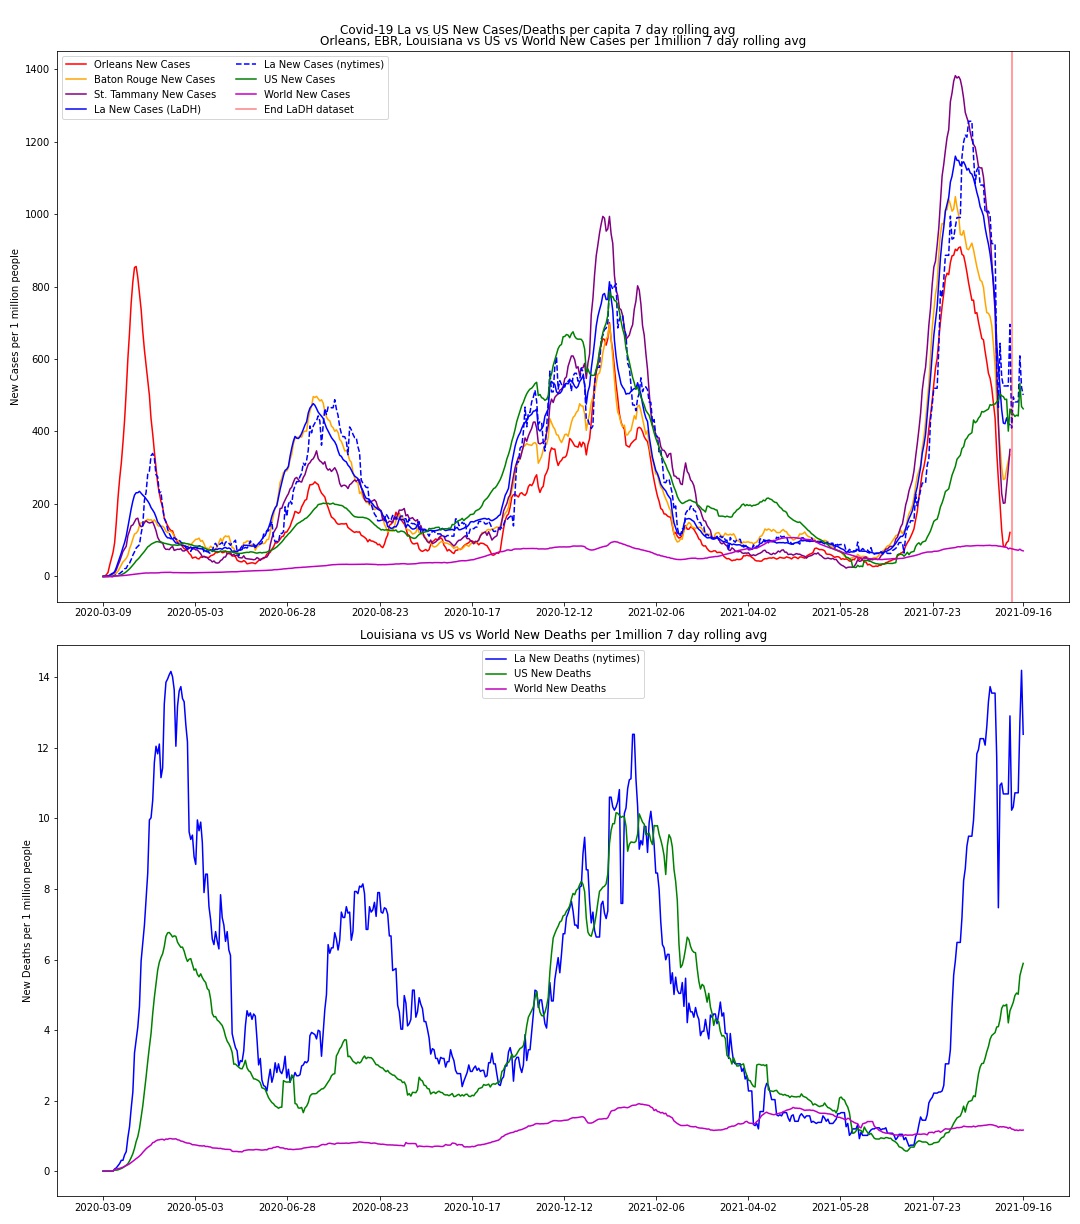 Covid-19 La vs US New Cases/Deaths per capita 7 day rolling avg
Orleans, EBR, Louisiana vs US vs World New Cases per 1million 7 day rolling avg
Orleans New Cases
Baton Rouge New Cases
St. Tammany New Cases
La New Cases (LaDH)
La New Cases (nytimes)
US New Cases
World New Cases
End LaDH dataset
New Cases per 1 million people
1400
1200
1000
800
600
400
200
0
2020-03-09 2020-05-03 2020-06-28 2020-08-23 2020-10-17 2020-12-12 2021-02-06 2021-04-02 2021-05-28 2021-07-23 2021-09-16
Louisiana vs US vs World New Deaths per 1million 7 day rolling avg
La New Deaths (nytimes)
US New Deaths
World New Deaths
New Deaths per 1 million people
14
12
10
8
6
4
2
0
2020-03-09 2020-05-03 2020-06-28 2020-08-23 2020-10-17 2020-12-12 2021-02-06 2021-04-02 2021-05-28 2021-07-23 2021-09-16